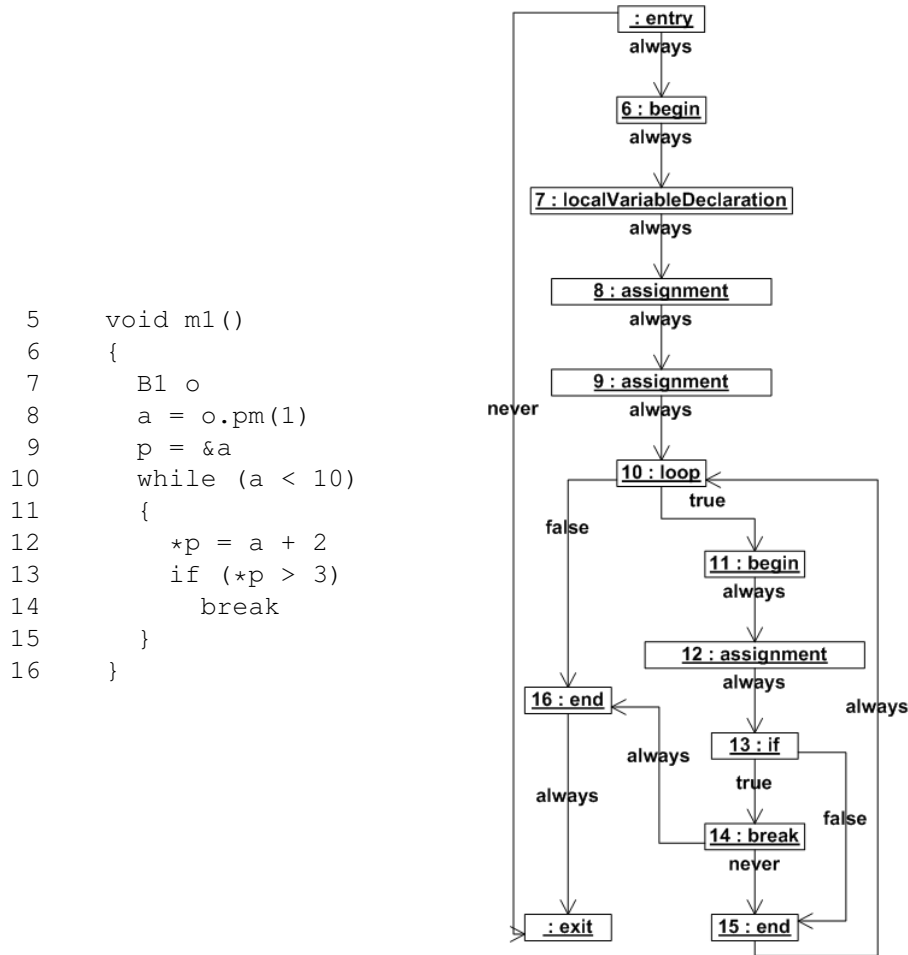 5 void m1()
6 {
7 B1 o
8 a = o.pm(1)
9 p = &a
10 while (a < 10)
11 {
12 *p = a + 2
13 if (*p > 3)
14 break
15 }
16 }
: entry
always
6 : begin
always
7 : localVariableDeclaration
always
8 : assignment
always
9 : assignment
never
always
10 : loop
true
false
11 : begin
always
12 : assignment
always
16 : end
always
13 : if
always
true
always
false
14 : break
never
: exit
15 : end